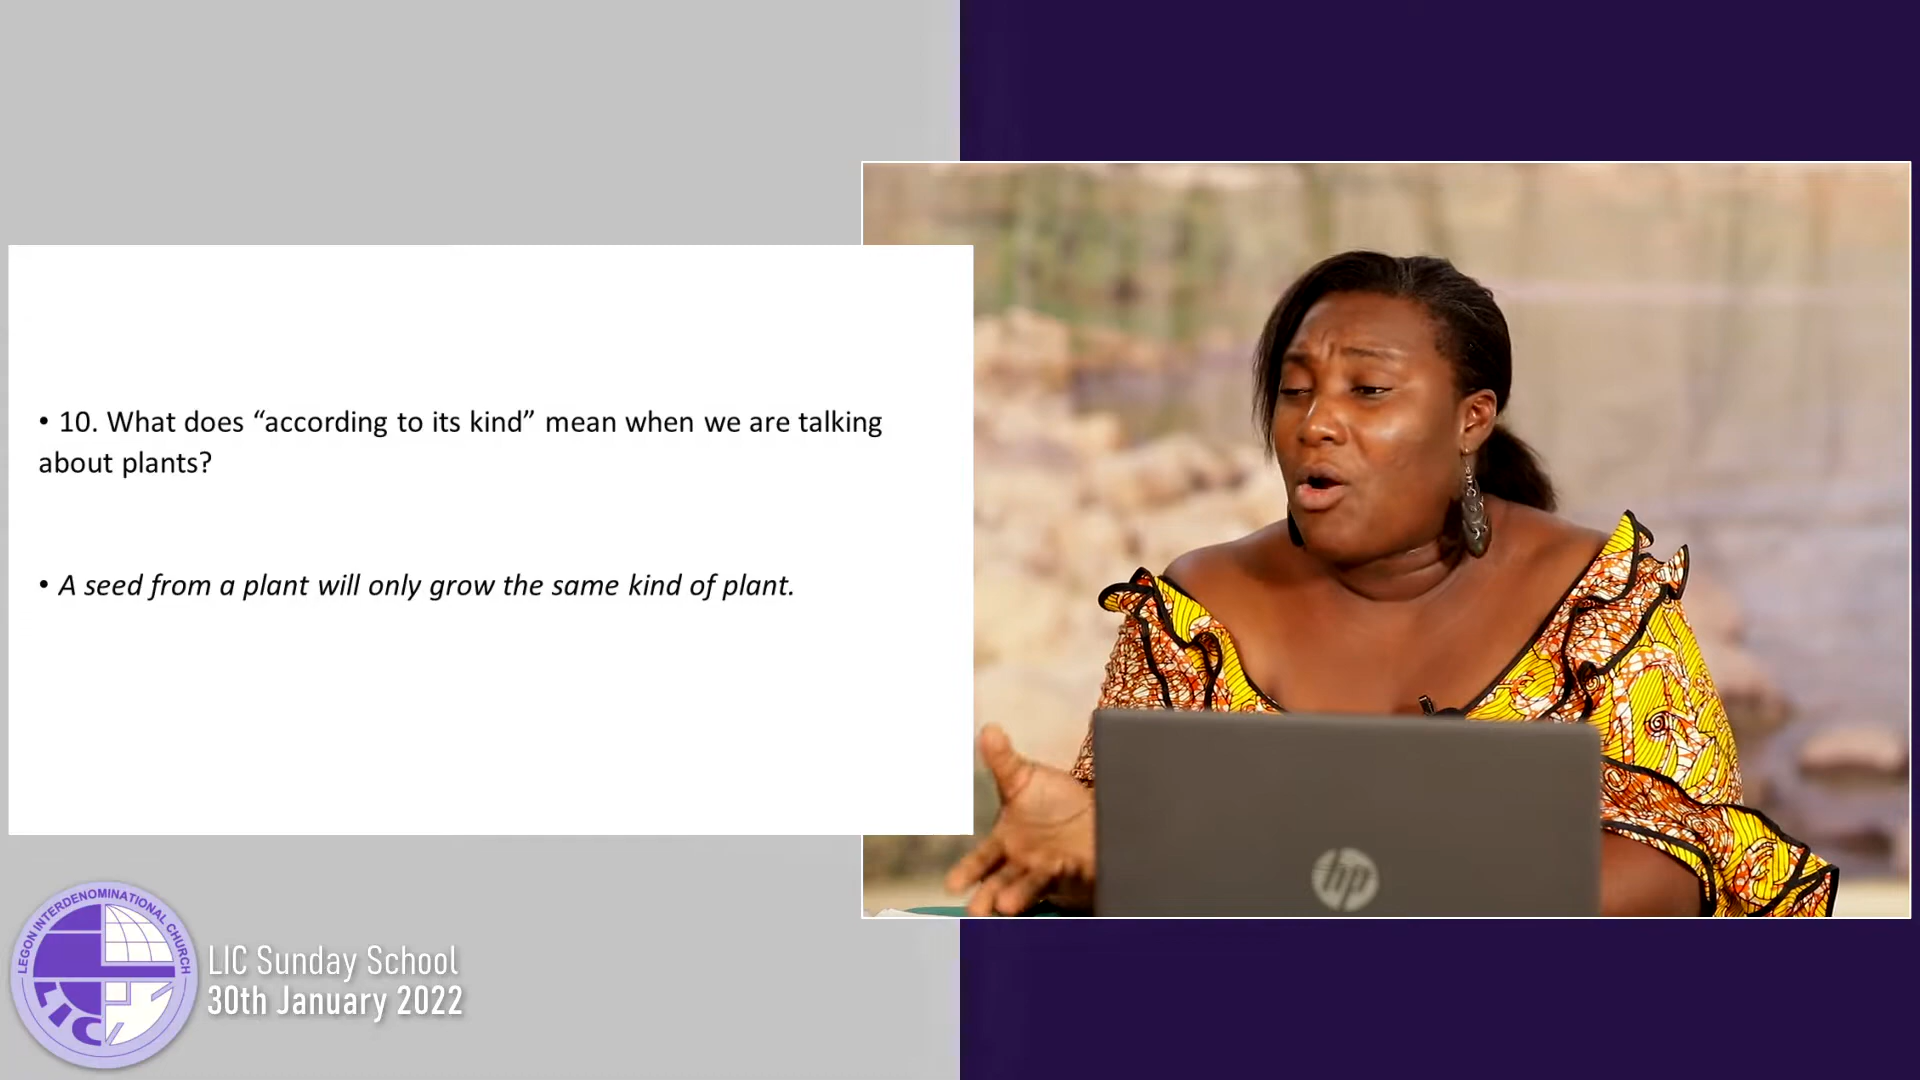 • 10. What does “according to its kind” mean when we are talking
about plants?
• A seed from a plant will only grow the same kind of plant.
hp
LEGON INTERDENOMINATIONAL CHURCH
LIC
LIC Sunday School
30th January 2022